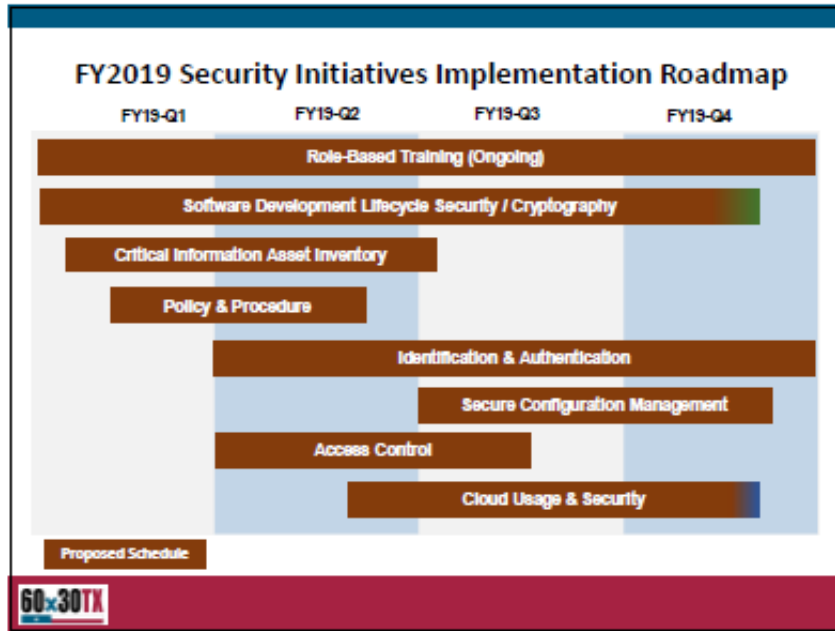 FY2019 Security Initiatives Implementation Roadmap
FY19-Q1 FY19-Q2 FY19-Q3 FY19-Q4
Role-Based Training (Ongoing)
Software Development Lifecycle Security / Cryptography
Critical Information Asset Inventory
Policy & Procedure
Identification & Authentication
Secure Configuration Management
Access Control
Cloud Usage & Security
Proposed Schedule
60x30TX